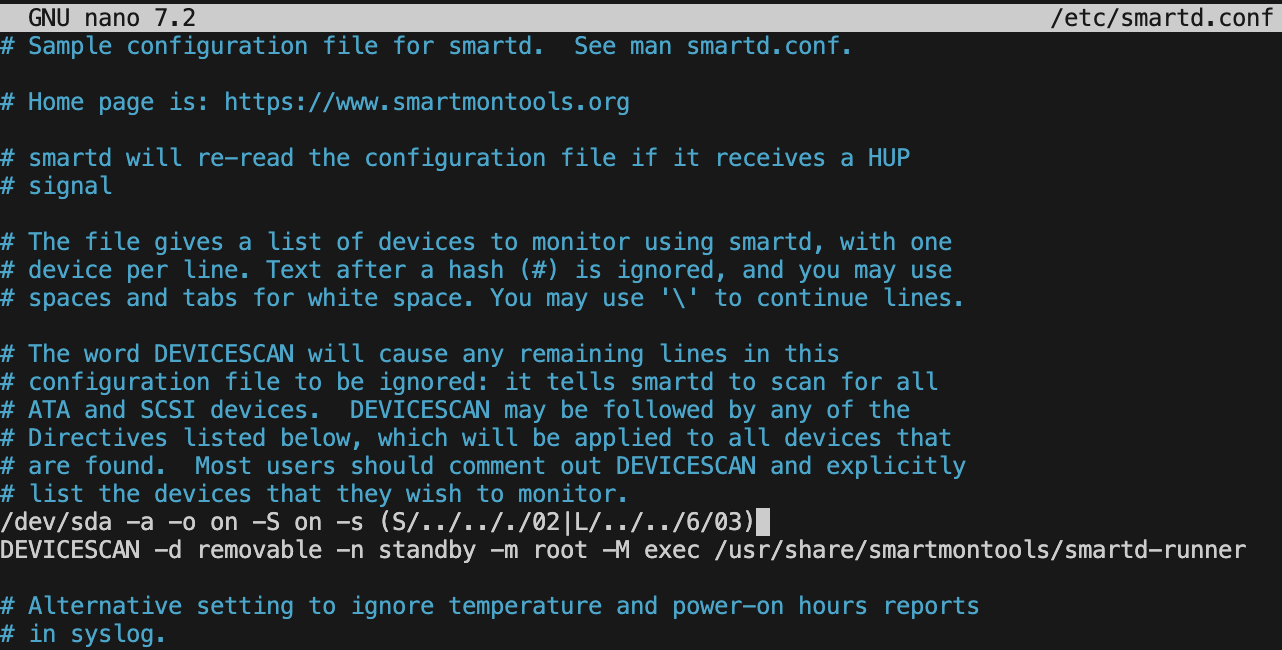 GNU nano 7.2 /etc/smartd.conf
# Sample configuration file for smartd.  See man smartd.conf.
# Home page is: https://www.smartmontools.org
# smartd will re-read the configuration file if it receives a HUP
# signal
# The file gives a list of devices to monitor using smartd, with one
# device per line. Text after a hash (#) is ignored, and you may use
# spaces and tabs for white space. You may use '\' to continue lines.
# The word DEVICESCAN will cause any remaining lines in this
# configuration file to be ignored: it tells smartd to scan for all
# ATA and SCSI devices.  DEVICESCAN may be followed by any of the
# Directives listed below, which will be applied to all devices that
# are found.  Most users should comment out DEVICESCAN and explicitly
# list the devices that they wish to monitor.
/dev/sda -a -o on -S on -s (S/../.././02|L/../../6/03)
DEVICESCAN -d removable -n standby -m root -M exec /usr/share/smartmontools/smartd-runner
# Alternative setting to ignore temperature and power-on hours reports
# in syslog.